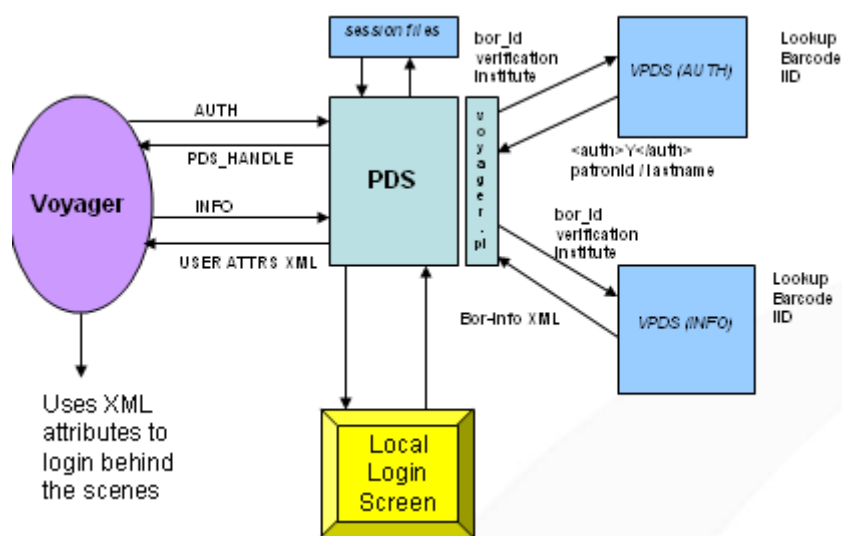 session files
bor_id
verification
institute
VPDS (AUTH)
Lookup
Barcode
IID
AUTH
PDS_HANDLE
Voyager
INFO
USER ATTRS XML
PDS
voyager.pl
<auth>Y</auth>
patronId / lastname
bor_id
verification
institute
Bor-Info XML
VPDS (INFO)
Lookup
Barcode
IID
Uses XML
attributes to
login behind
the scenes
Local
Login
Screen